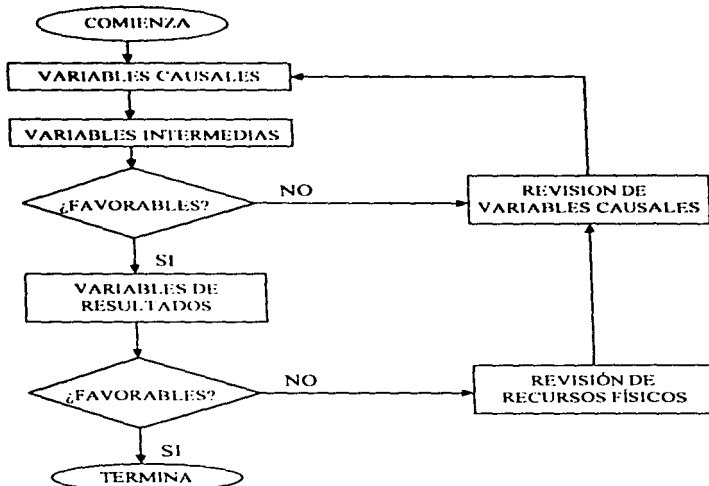 COMIENZA
VARIABLES CAUSALES
VARIABLES INTERMEDIAS
¿FAVORABLES?
NO
REVISION DE
VARIABLES CAUSALES
SI
VARIABLES DE
RESULTADOS
¿FAVORABLES?
NO
REVISIÓN DE
RECURSOS FÍSICOS
SI
TERMINA